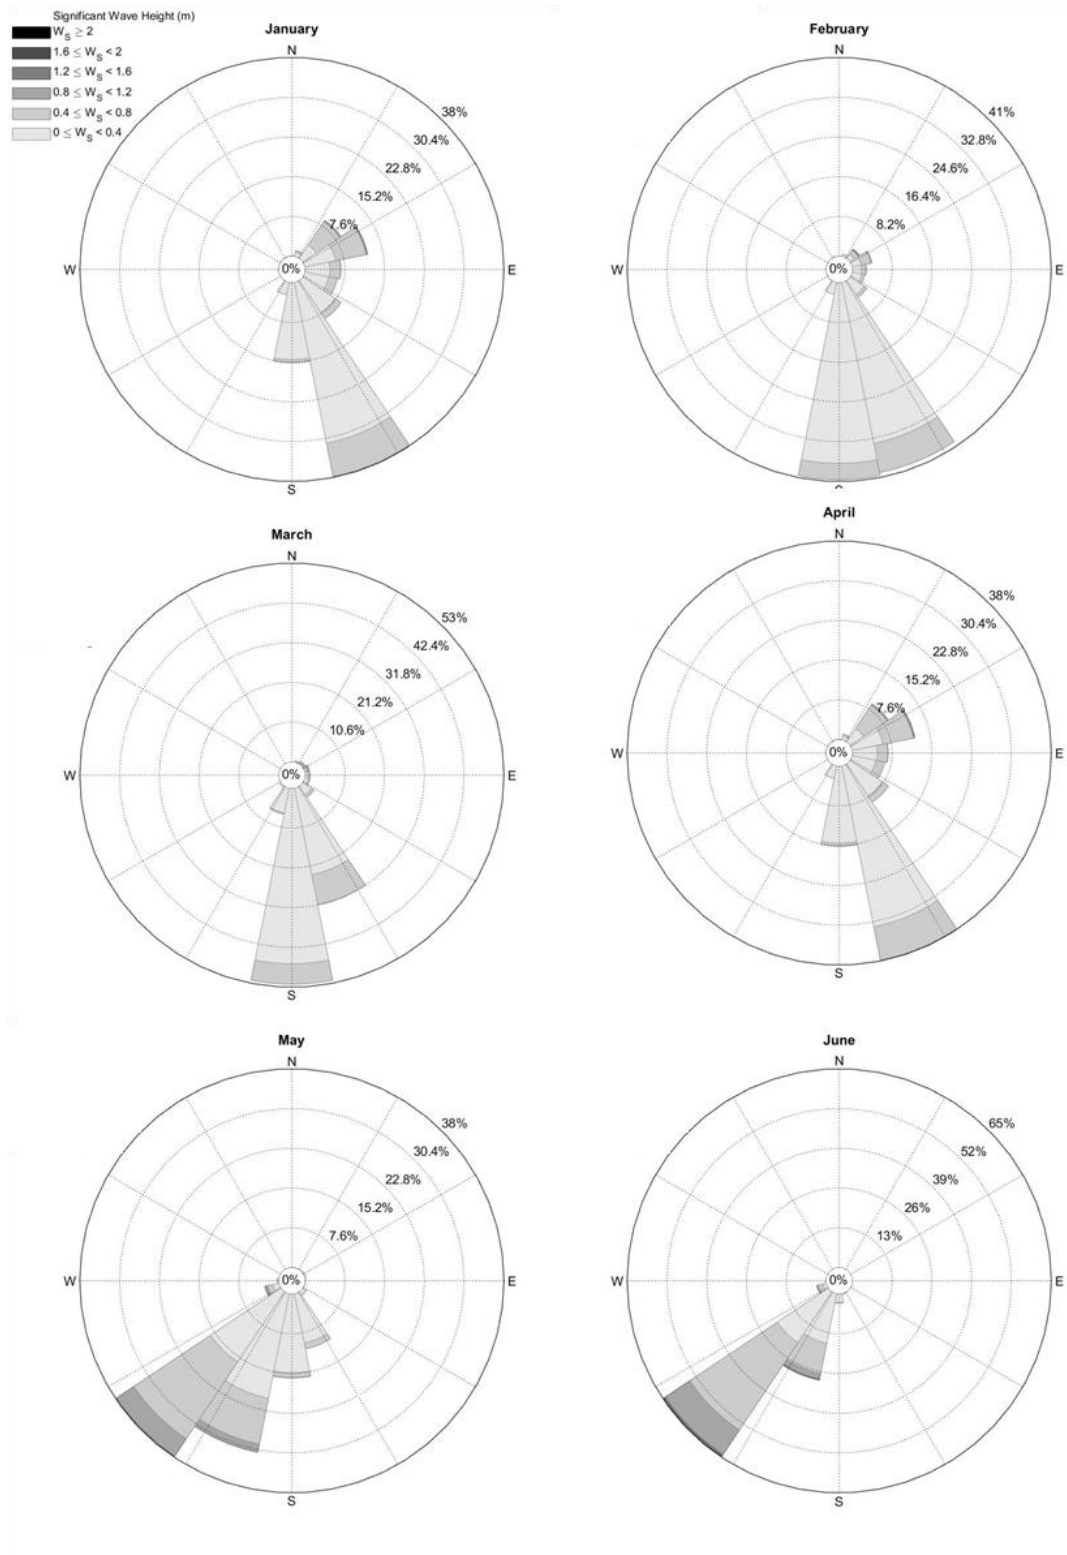 Significant Wave Height (m)
W_S ≥ 2
1.6 ≤ W_S < 2
1.2 ≤ W_S < 1.6
0.8 ≤ W_S < 1.2
0.4 ≤ W_S < 0.8
0 ≤ W_S < 0.4
January
N
38%
30.4%
22.8%
15.2%
7.6%
W
0%
E
S
February
N
41%
32.8%
24.6%
16.4%
8.2%
W
0%
E
March
N
53%
42.4%
31.8%
21.2%
10.6%
W
0%
E
S
April
N
38%
30.4%
22.8%
15.2%
7.6%
W
0%
E
S
May
N
38%
30.4%
22.8%
15.2%
7.6%
W
0%
E
S
June
N
65%
52%
39%
26%
13%
W
0%
E
S